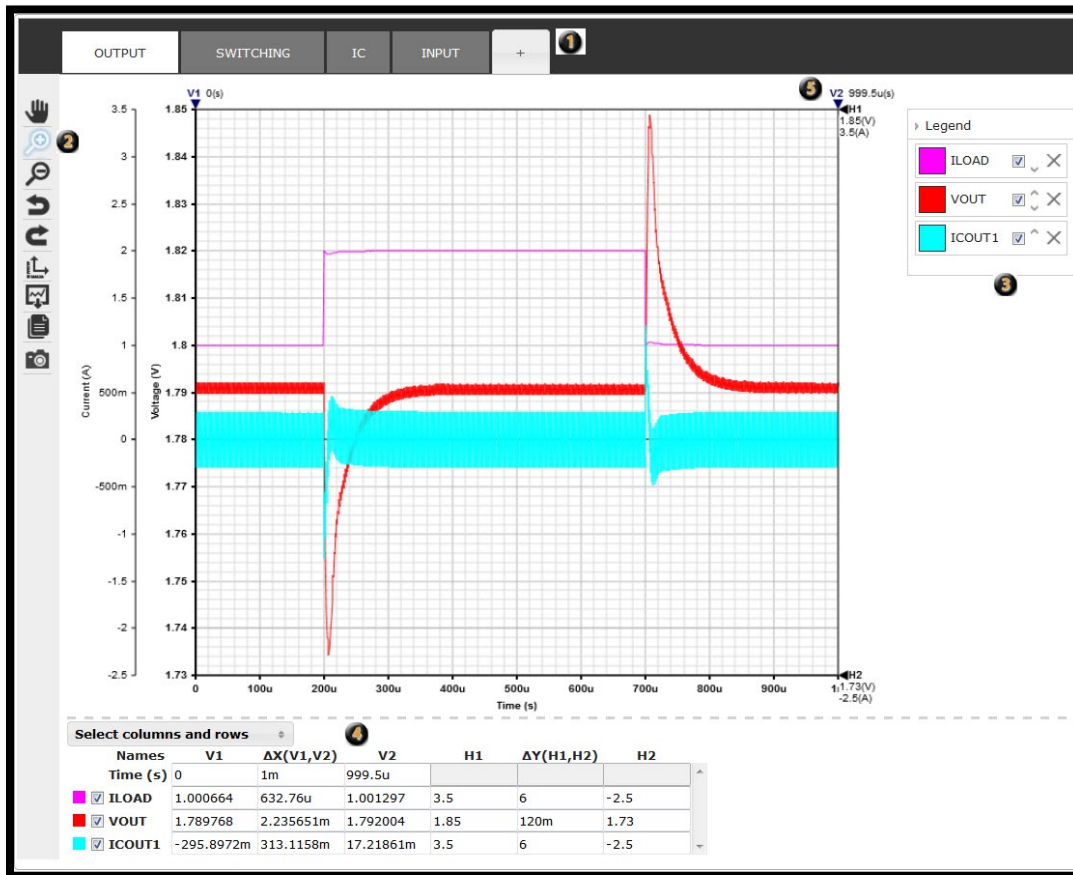 OUTPUT SWITCHING IC INPUT + 1
V1 0(s) 5 V2 999.5u(s)
H1
1.85(V)
3.5(A)
2
› Legend
ILOAD
VOUT
ICOUT1
3
Current (A)
3.5
3
2.5
2
1.5
1
500m
0
-500m
-1
-1.5
-2
-2.5
Voltage (V)
1.85
1.84
1.83
1.82
1.81
1.8
1.79
1.78
1.77
1.76
1.75
1.74
1.73
H2
1.73(V)
-2.5(A)
0 100u 200u 300u 400u 500u 600u 700u 800u 900u
Time (s)
Select columns and rows 4
Names V1 ΔX(V1,V2) V2 H1 ΔY(H1,H2) H2
Time (s) 0 1m 999.5u
ILOAD 1.000664 632.76u 1.001297 3.5 6 -2.5
VOUT 1.789768 2.235651m 1.792004 1.85 120m 1.73
ICOUT1 -295.8972m 313.1158m 17.21861m 3.5 6 -2.5